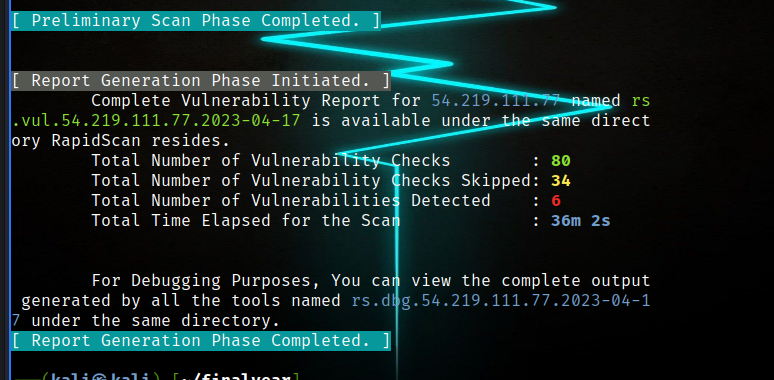 [ Preliminary Scan Phase Completed. ]
[ Report Generation Phase Initiated. ]
Complete Vulnerability Report for 54.219.111.77 named rs
.vul.54.219.111.77.2023-04-17 is available under the same direct
ory RapidScan resides.
Total Number of Vulnerability Checks : 80
Total Number of Vulnerability Checks Skipped: 34
Total Number of Vulnerabilities Detected : 6
Total Time Elapsed for the Scan : 36m 2s
For Debugging Purposes, You can view the complete output
generated by all the tools named rs.dbg.54.219.111.77.2023-04-1
7 under the same directory.
[ Report Generation Phase Completed. ]
(kali㉿kali) [~/finalyear]